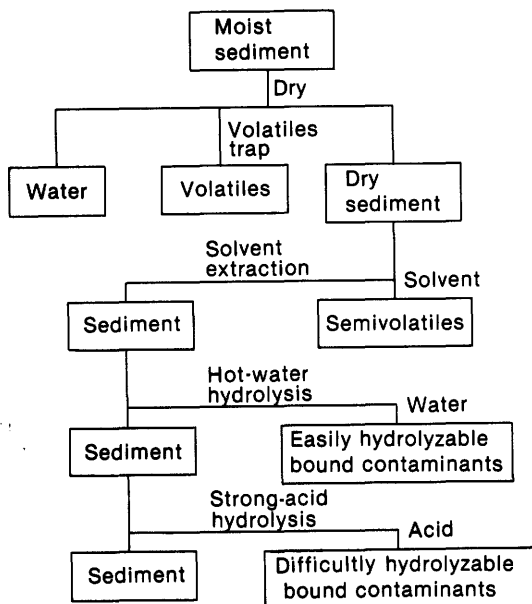 Moist
sediment
Dry
Volatiles
trap
Water
Volatiles
Dry
sediment
Solvent
extraction
Solvent
Sediment
Semivolatiles
Hot-water
hydrolysis
Water
Sediment
Easily hydrolyzable
bound contaminants
Strong-acid
hydrolysis
Acid
Sediment
Difficultly hydrolyzable
bound contaminants